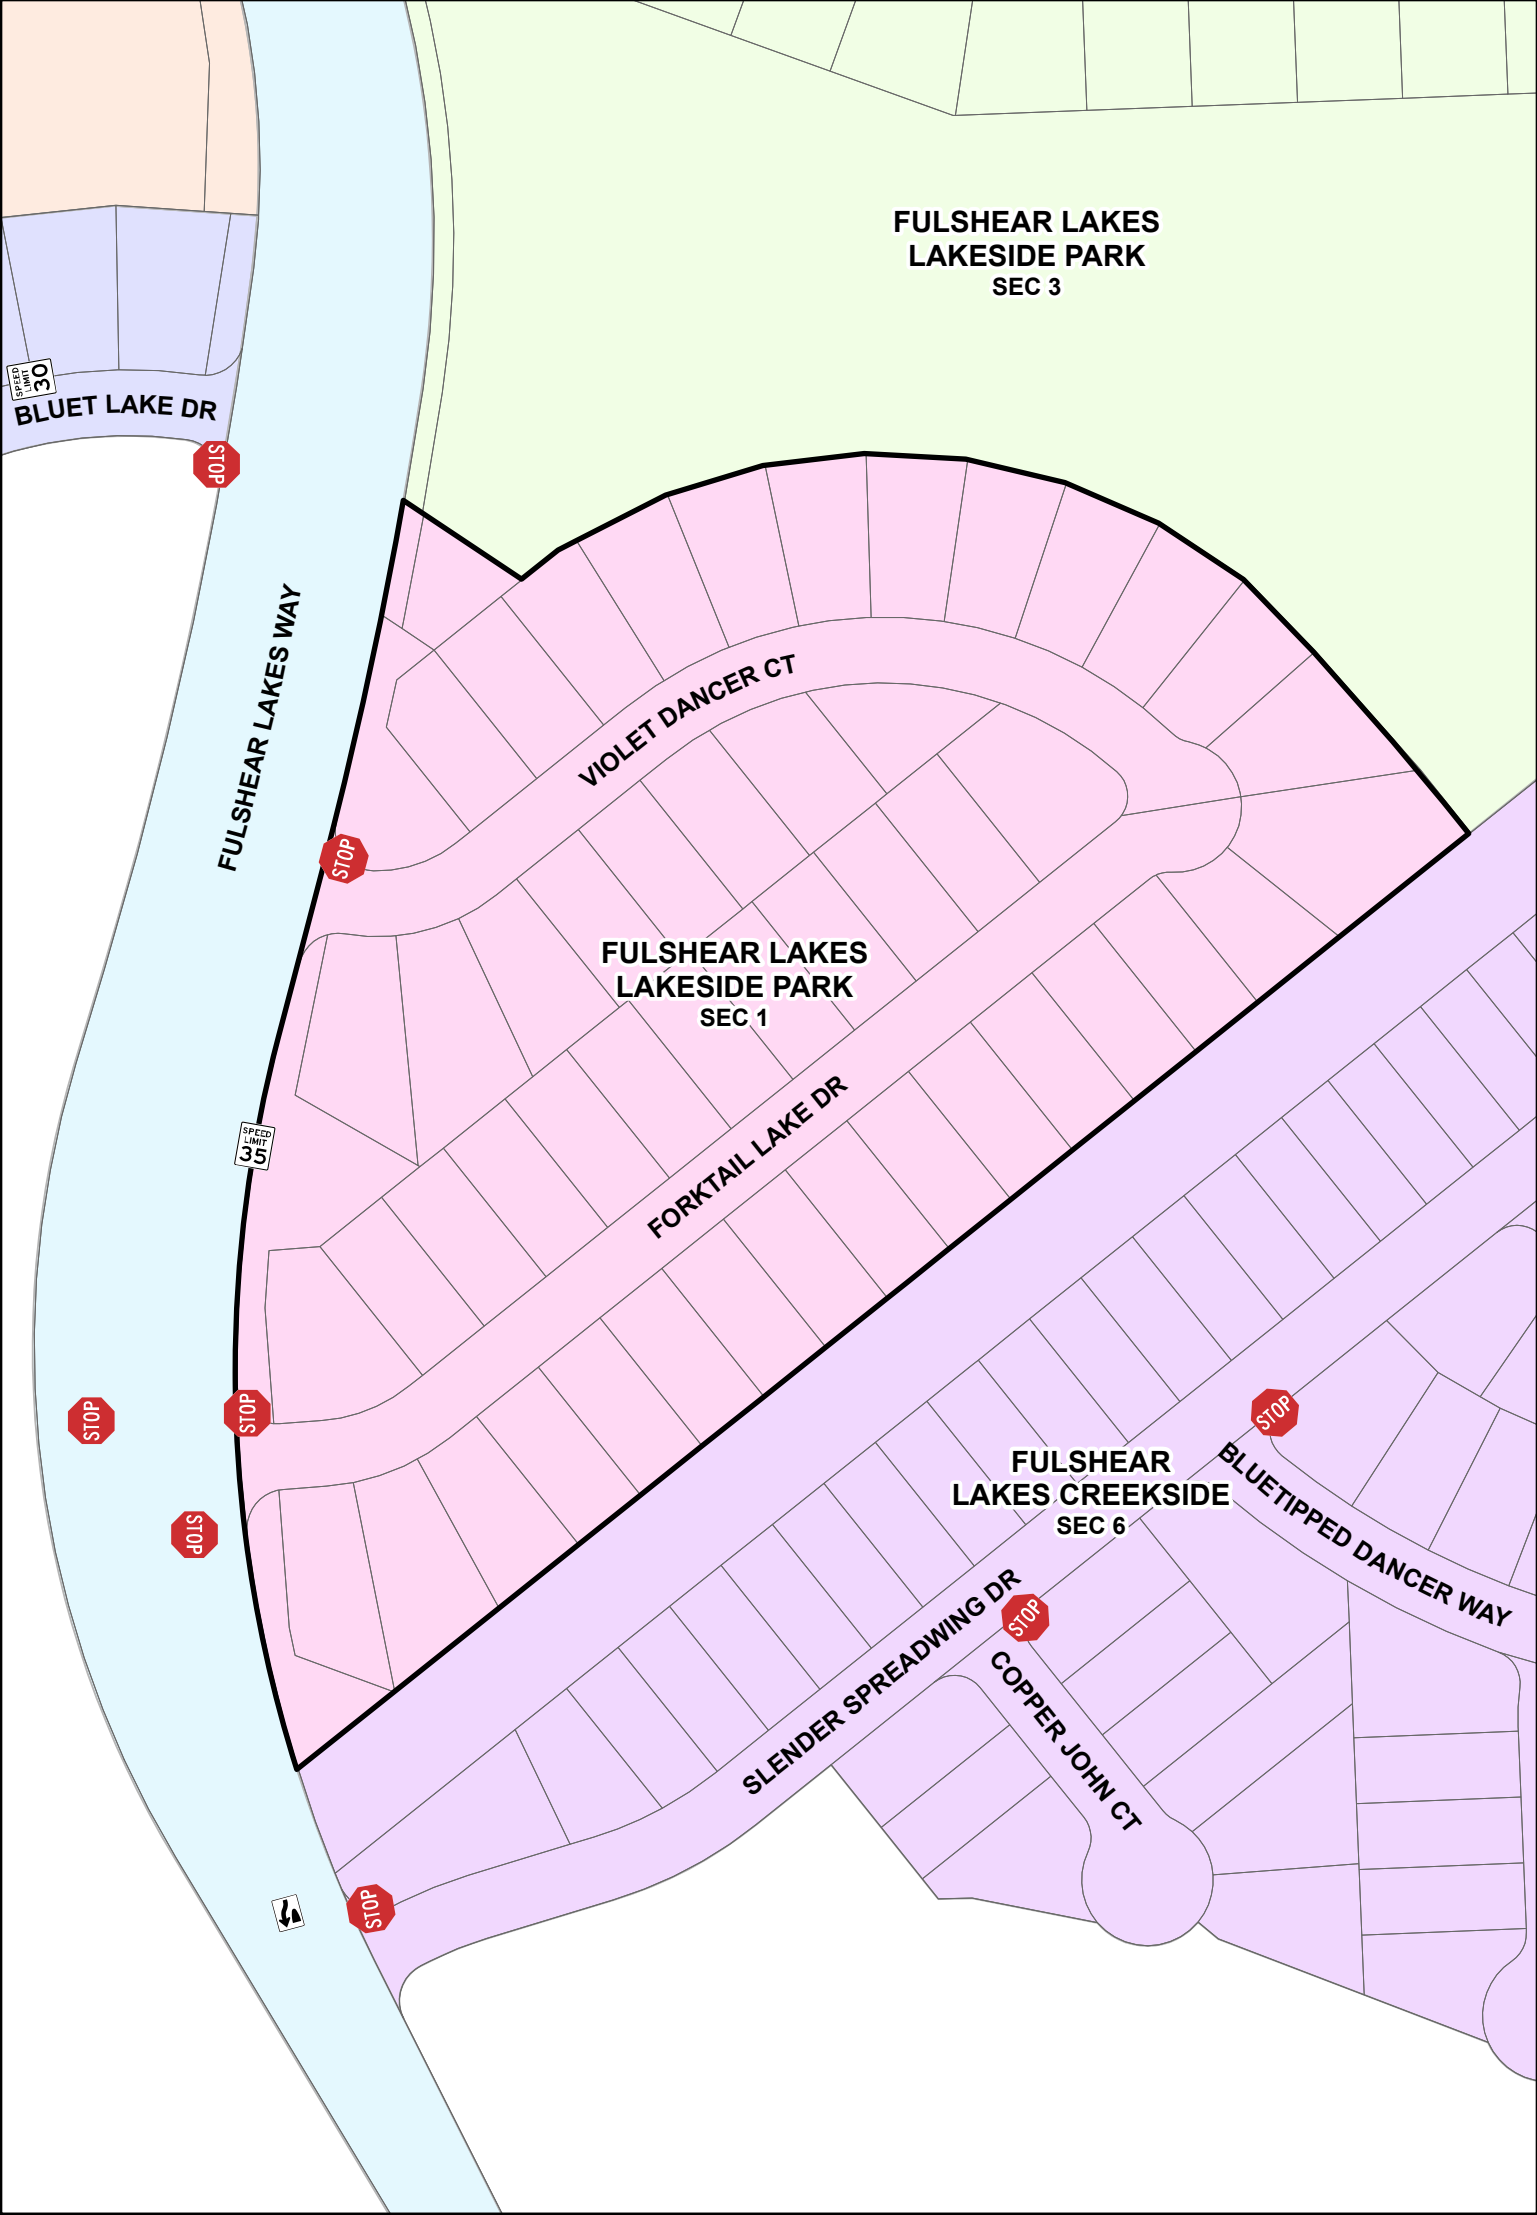 FULSHEAR LAKES
LAKESIDE PARK
SEC 3
SPEED
LIMIT
30
BLUET LAKE DR
STOP
FULSHEAR LAKES WAY
VIOLET DANCER CT
STOP
FULSHEAR LAKES
LAKESIDE PARK
SEC 1
FORKTAIL LAKE DR
SPEED
LIMIT
35
STOP
STOP
STOP
STOP
FULSHEAR
LAKES CREEKSIDE
SEC 6
BLUETIPPED DANCER WAY
SLENDER SPREADWING DR
STOP
COPPER JOHN CT
STOP